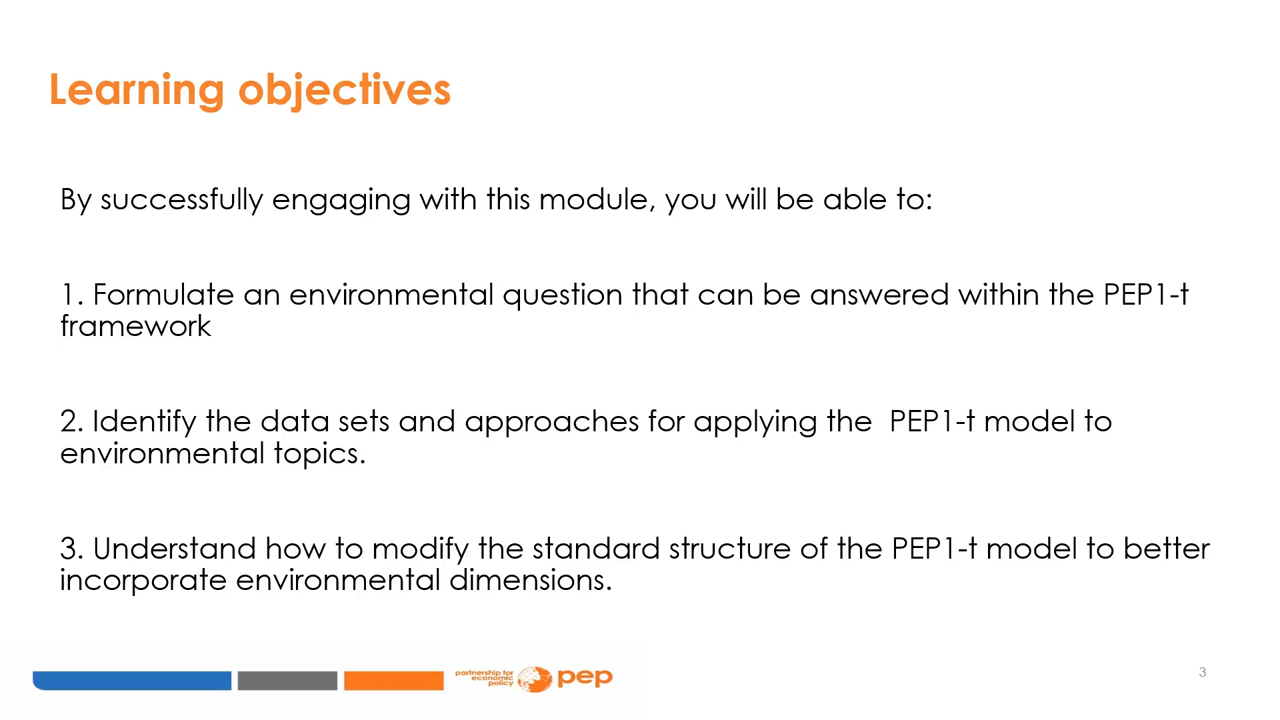 Learning objectives
By successfully engaging with this module, you will be able to:
1. Formulate an environmental question that can be answered within the PEP1-t
framework
2. Identify the data sets and approaches for applying the  PEP1-t model to
environmental topics.
3. Understand how to modify the standard structure of the PEP1-t model to better
incorporate environmental dimensions.
partnership for
economic
policy
pep
3